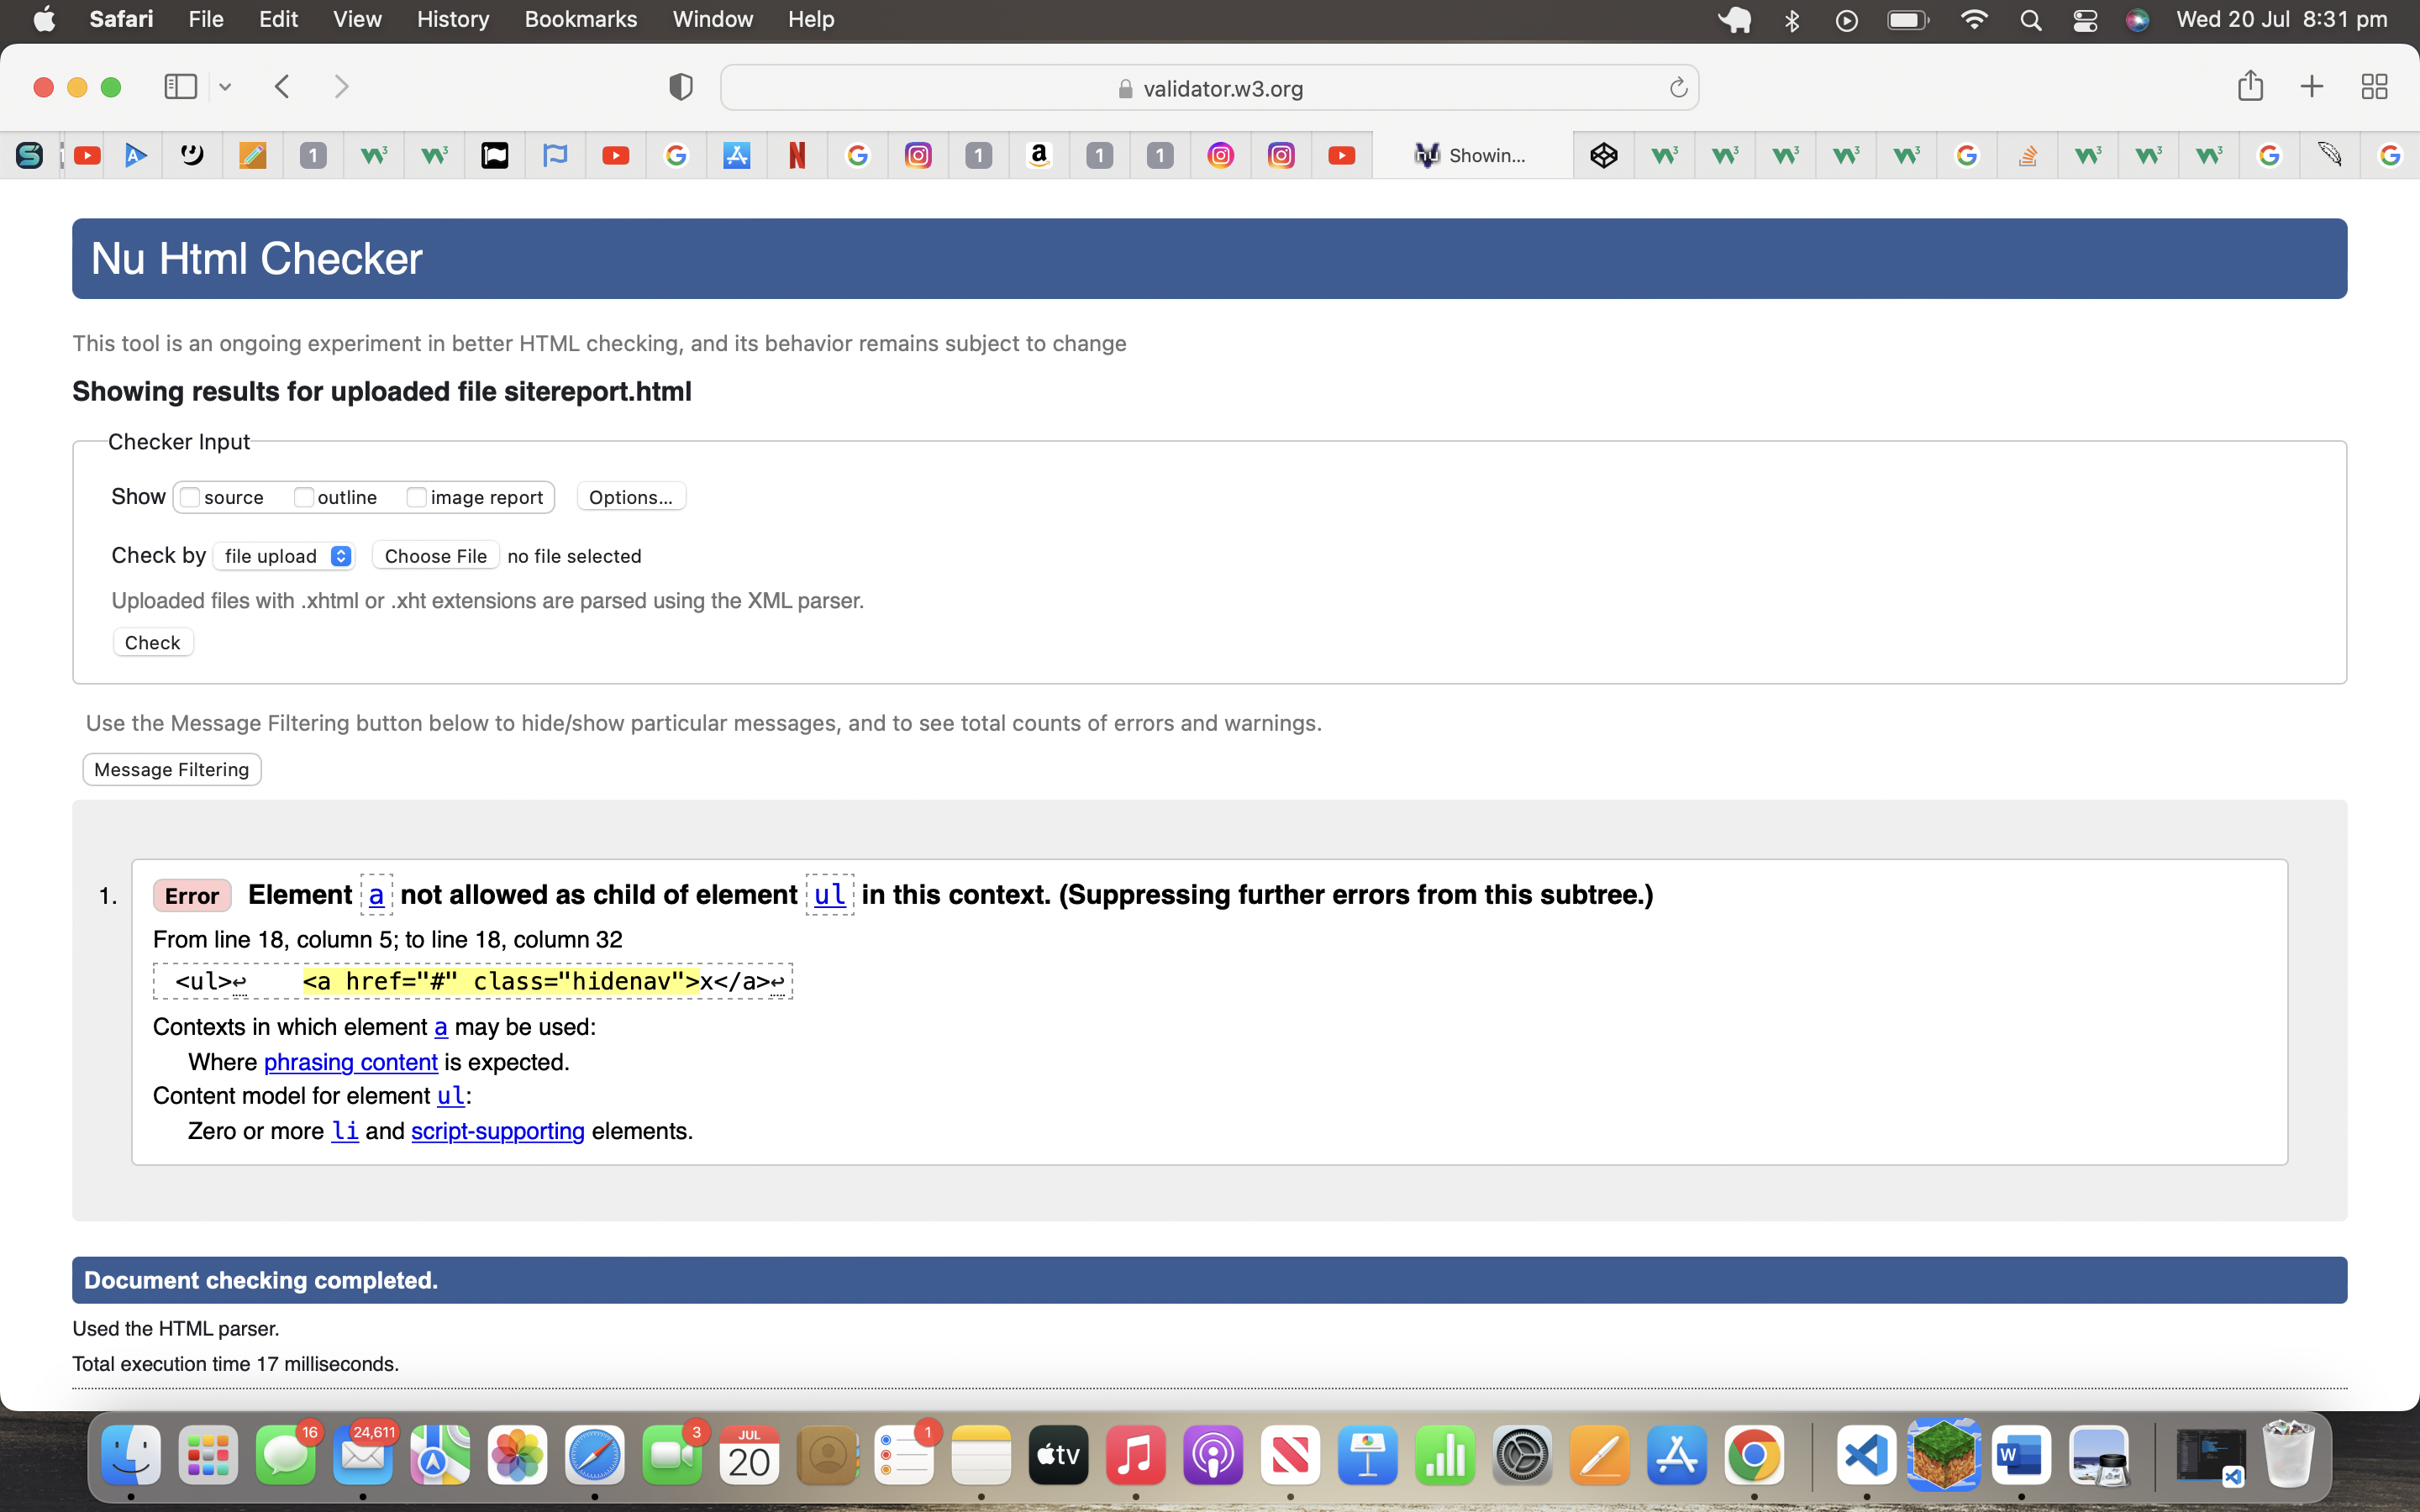 Safari File Edit View History Bookmarks Window Help Wed 20 Jul 8:31 pm
validator.w3.org
Showin...
Nu Html Checker
This tool is an ongoing experiment in better HTML checking, and its behavior remains subject to change
Showing results for uploaded file sitereport.html
Checker Input
Show source outline image report Options...
Check by file upload Choose File no file selected
Uploaded files with .xhtml or .xht extensions are parsed using the XML parser.
Check
Use the Message Filtering button below to hide/show particular messages, and to see total counts of errors and warnings.
Message Filtering
1. Error Element a not allowed as child of element ul in this context. (Suppressing further errors from this subtree.)
From line 18, column 5; to line 18, column 32
<ul>↩ <a href="#" class="hidenav">x</a>↩
Contexts in which element a may be used:
Where phrasing content is expected.
Content model for element ul:
Zero or more li and script-supporting elements.
Document checking completed.
Used the HTML parser.
Total execution time 17 milliseconds.
16 24,611 3 JUL 20 1 tv W